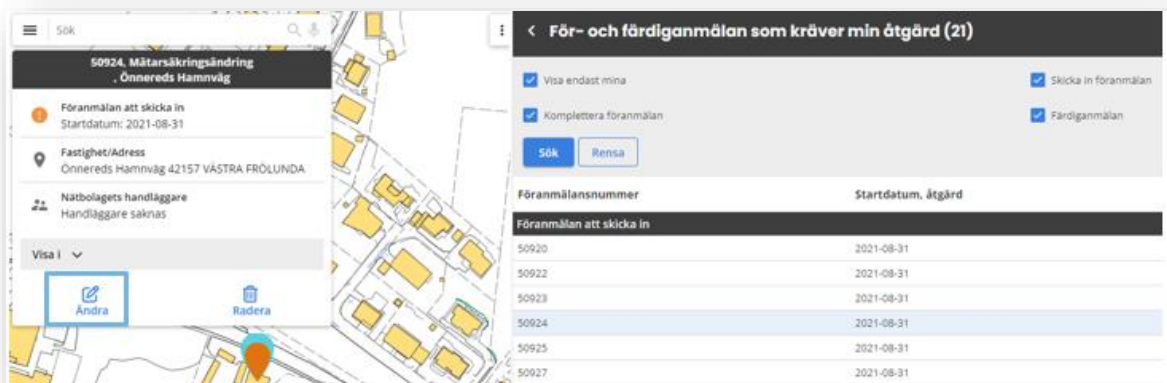 Sök
50924, Mätarsäkringsändring
, Önnereds Hamnväg
Föranmälan att skicka in
Startdatum: 2021-08-31
Fastighet/Adress
Önnereds Hamnväg 42157 VÄSTRA FRÖLUNDA
Nätbolagets handläggare
Handläggare saknas
Visa i
Ändra
Radera
För- och färdiganmälan som kräver min åtgärd (21)
Visa endast mina
Skicka in föranmälan
Komplettera föranmälan
Färdiganmälan
Sök
Rensa
Föranmälansnummer
Startdatum, åtgärd
Föranmälan att skicka in
50920 2021-08-31
50922 2021-08-31
50923 2021-08-31
50924 2021-08-31
50925 2021-08-31
50927 2021-08-31